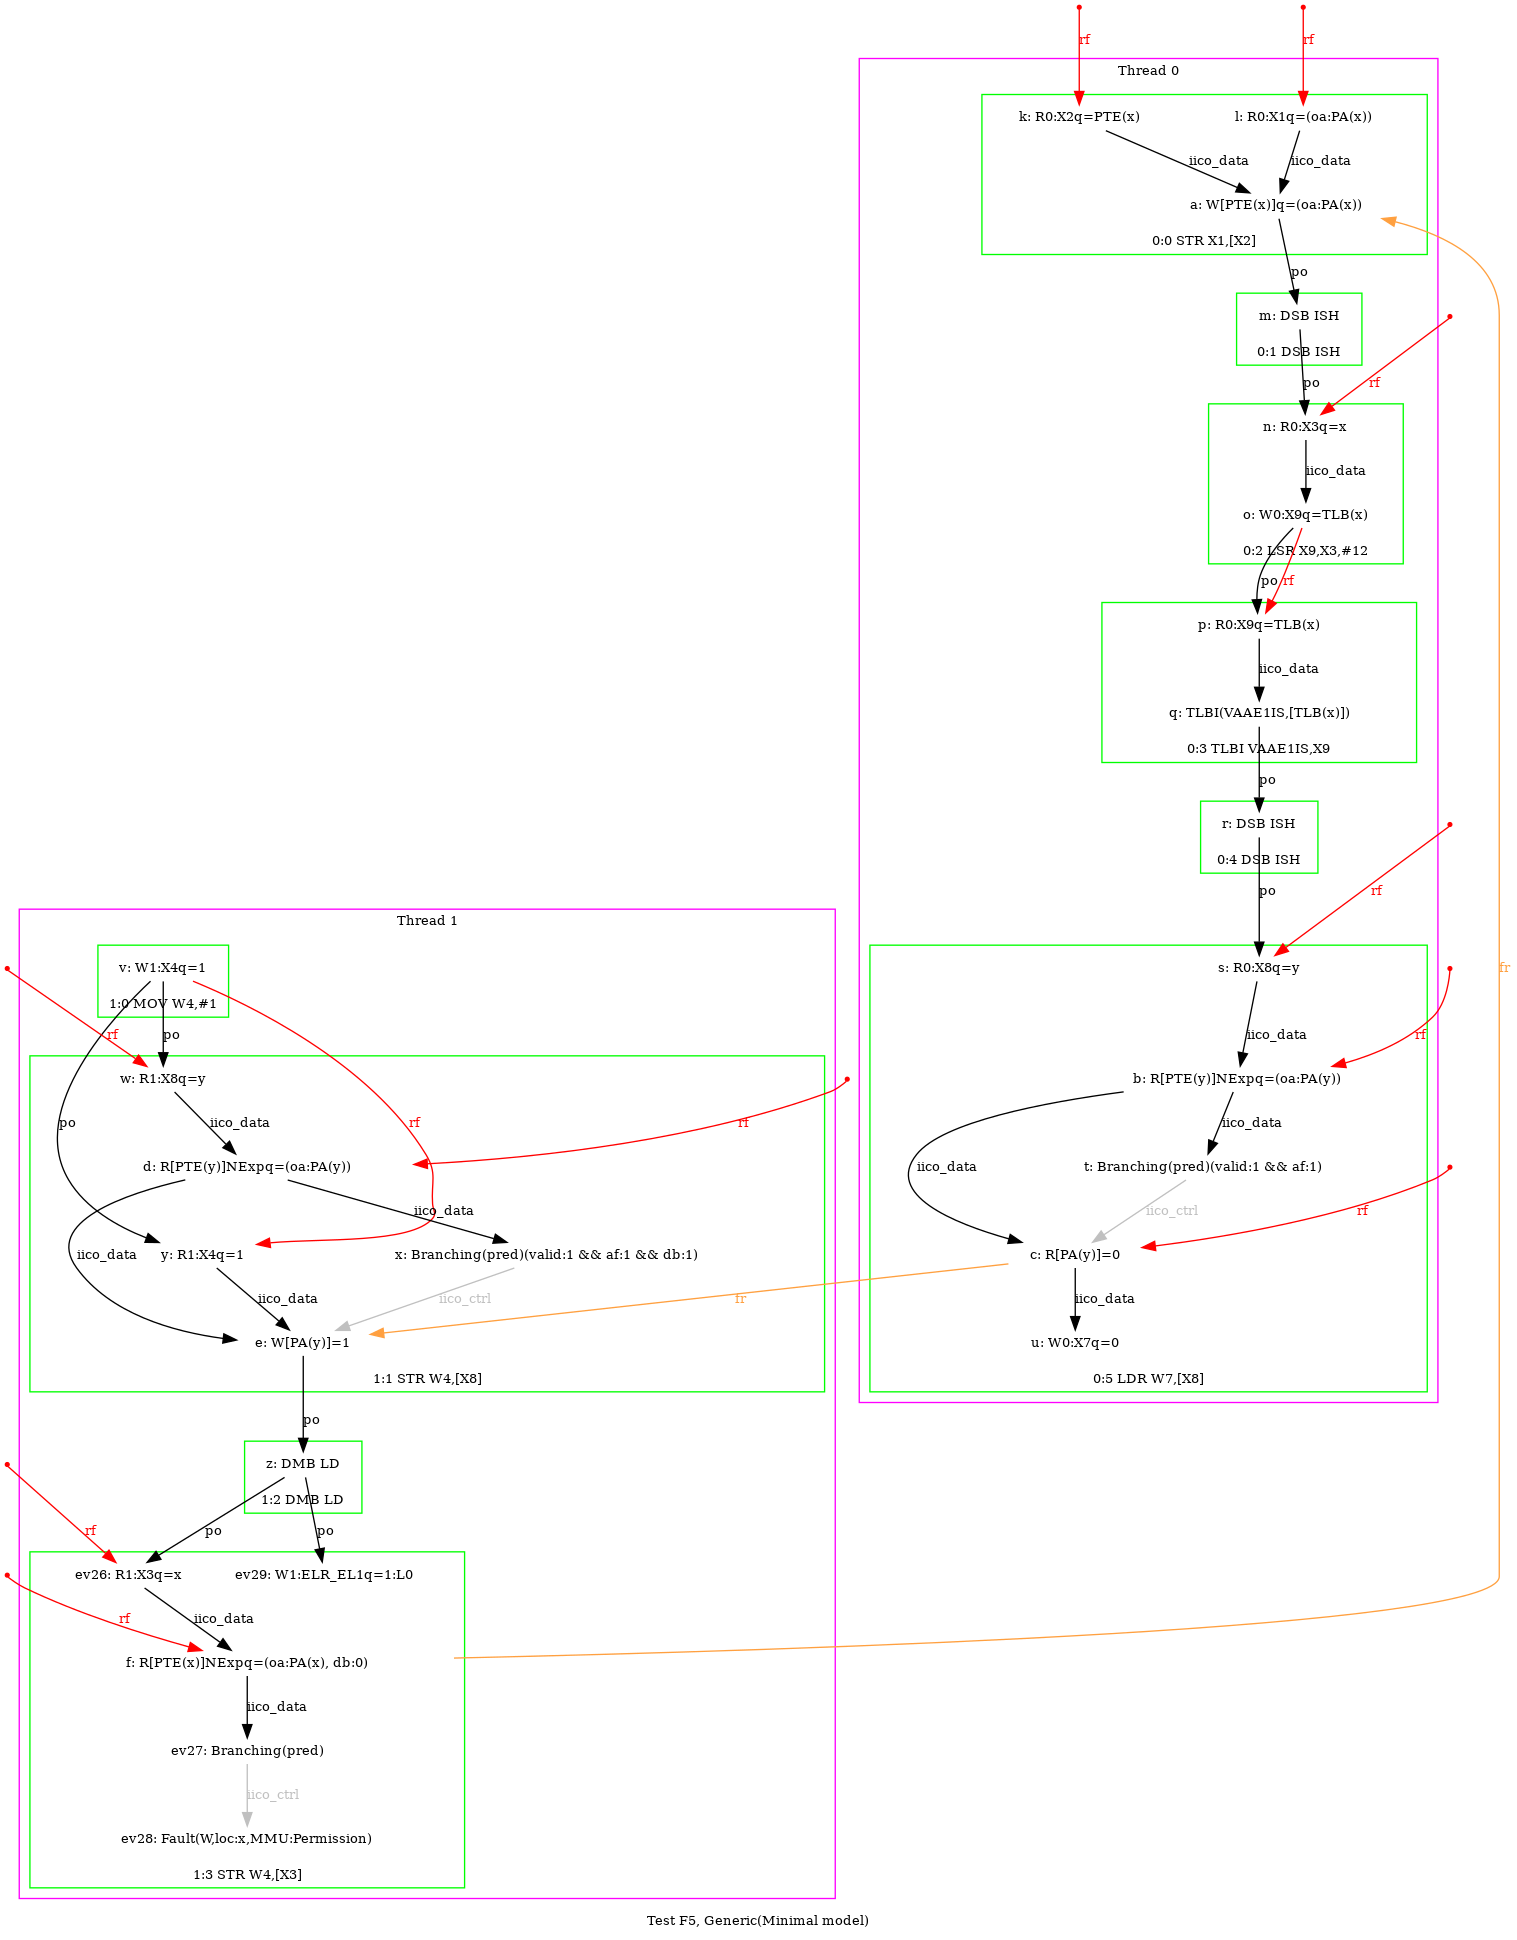 rf
rf
Thread 0
k: R0:X2q=PTE(x)
l: R0:X1q=(oa:PA(x))
iico_data
iico_data
a: W[PTE(x)]q=(oa:PA(x))
0:0 STR X1,[X2]
po
m: DSB ISH
0:1 DSB ISH
po
rf
n: R0:X3q=x
iico_data
o: W0:X9q=TLB(x)
0:2 LSR X9,X3,#12
po
rf
p: R0:X9q=TLB(x)
iico_data
q: TLBI(VAAE1IS,[TLB(x)])
0:3 TLBI VAAE1IS,X9
po
r: DSB ISH
0:4 DSB ISH
po
rf
s: R0:X8q=y
fr
iico_data
rf
b: R[PTE(y)]NExpq=(oa:PA(y))
iico_data
iico_data
t: Branching(pred)(valid:1 && af:1)
iico_ctrl
rf
c: R[PA(y)]=0
iico_data
fr
u: W0:X7q=0
0:5 LDR W7,[X8]
Thread 1
v: W1:X4q=1
1:0 MOV W4,#1
rf
po
w: R1:X8q=y
po
iico_data
rf
rf
d: R[PTE(y)]NExpq=(oa:PA(y))
iico_data
iico_data
y: R1:X4q=1
x: Branching(pred)(valid:1 && af:1 && db:1)
iico_data
iico_ctrl
e: W[PA(y)]=1
1:1 STR W4,[X8]
po
z: DMB LD
1:2 DMB LD
rf
po
po
ev26: R1:X3q=x
ev29: W1:ELR_EL1q=1:L0
rf
iico_data
f: R[PTE(x)]NExpq=(oa:PA(x), db:0)
iico_data
ev27: Branching(pred)
iico_ctrl
ev28: Fault(W,loc:x,MMU:Permission)
1:3 STR W4,[X3]
Test F5, Generic(Minimal model)